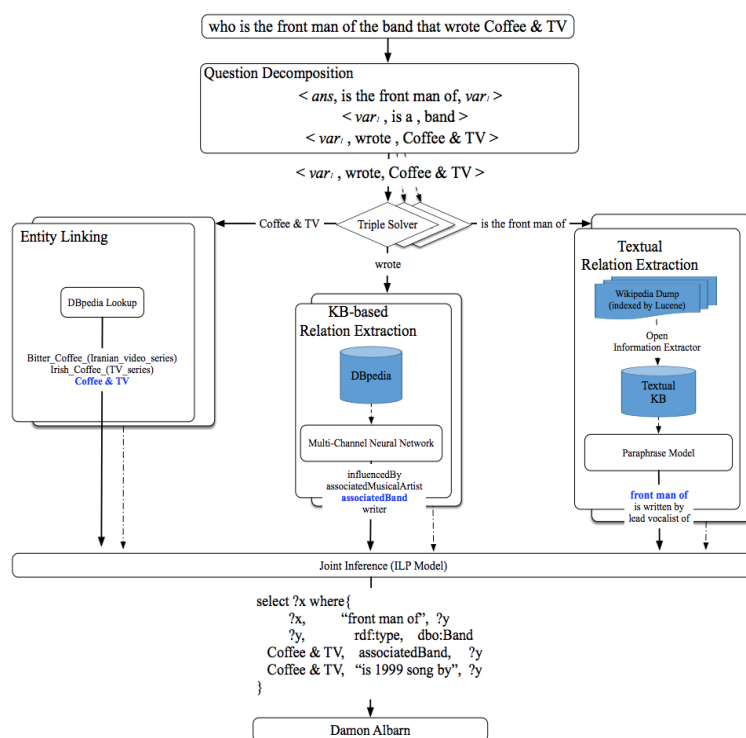 who is the front man of the band that wrote Coffee & TV
Question Decomposition
< ans, is the front man of, var₁ >
< var₁ , is a , band >
< var₁ , wrote , Coffee & TV >
< var₁ , wrote, Coffee & TV >
Coffee & TV
Triple Solver
is the front man of
wrote
Entity Linking
DBpedia Lookup
Bitter_Coffee_(Iranian_video_series)
Irish_Coffee_(TV_series)
Coffee & TV
KB-based
Relation Extraction
DBpedia
Multi-Channel Neural Network
influencedBy
associatedMusicalArtist
associatedBand
writer
Textual
Relation Extraction
Wikipedia Dump
(indexed by Lucene)
Open
Information Extractor
Textual
KB
Paraphrase Model
front man of
is written by
lead vocalist of
Joint Inference (ILP Model)
select ?x where{
?x, “front man of”, ?y
?y, rdf:type, dbo:Band
Coffee & TV, associatedBand, ?y
Coffee & TV, “is 1999 song by”, ?y
}
Damon Albarn